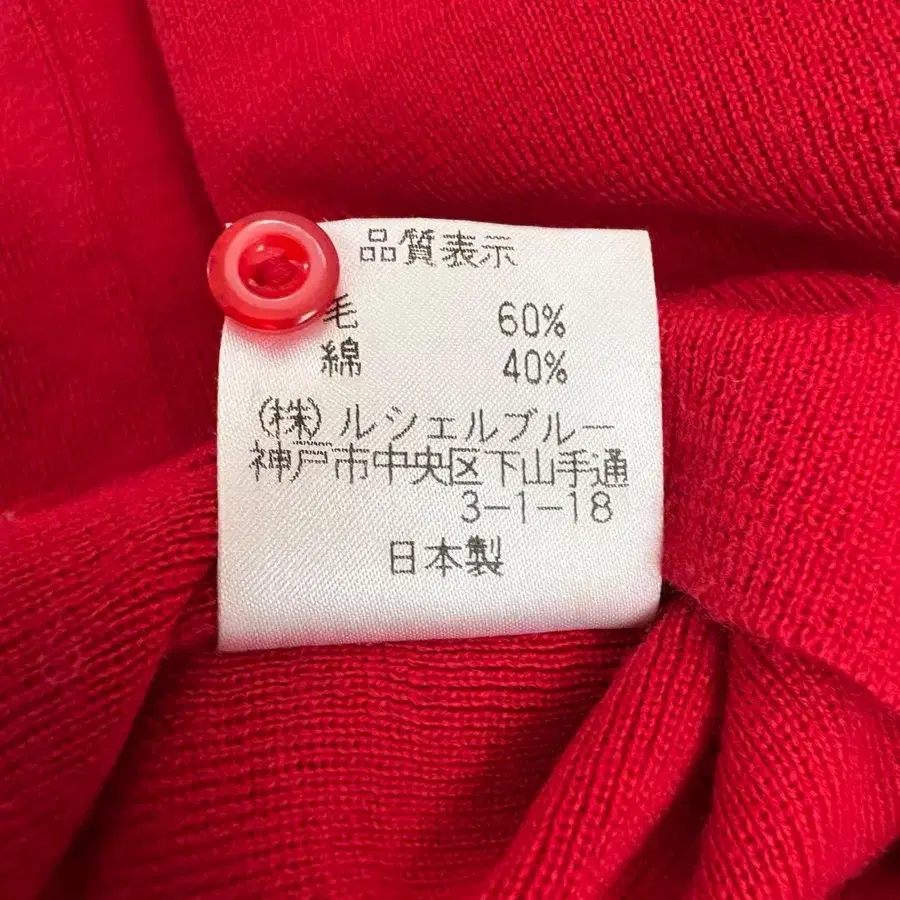 品質表示
毛 60%
綿 40%
(株)ルシェルブルー
神戸市中央区下山手通
3-1-18
日本製